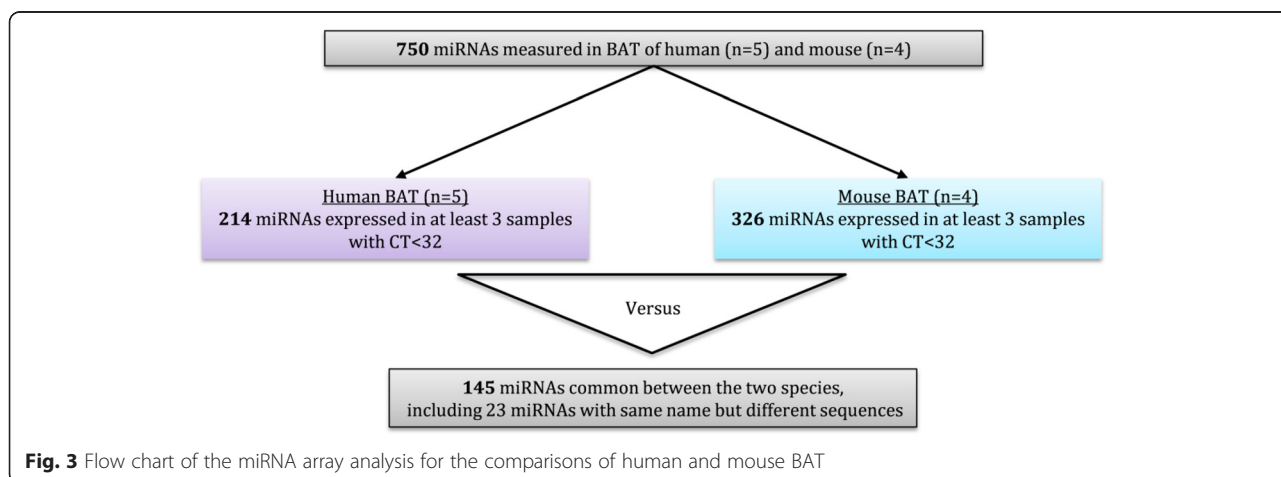 750 miRNAs measured in BAT of human (n=5) and mouse (n=4)
Human BAT (n=5)
214 miRNAs expressed in at least 3 samples
with CT<32
Mouse BAT (n=4)
326 miRNAs expressed in at least 3 samples
with CT<32
Versus
145 miRNAs common between the two species,
including 23 miRNAs with same name but different sequences
Fig. 3 Flow chart of the miRNA array analysis for the comparisons of human and mouse BAT